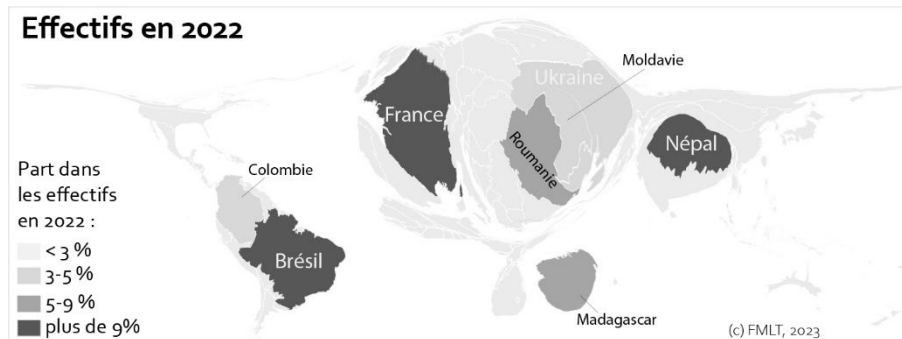 Effectifs en 2022
Moldavie
Ukraine
France
Népal
Roumanie
Part dans
les effectifs
en 2022 :
< 3 %
3-5 %
5-9 %
plus de 9%
Colombie
Brésil
Madagascar
(c) FMLT, 2023